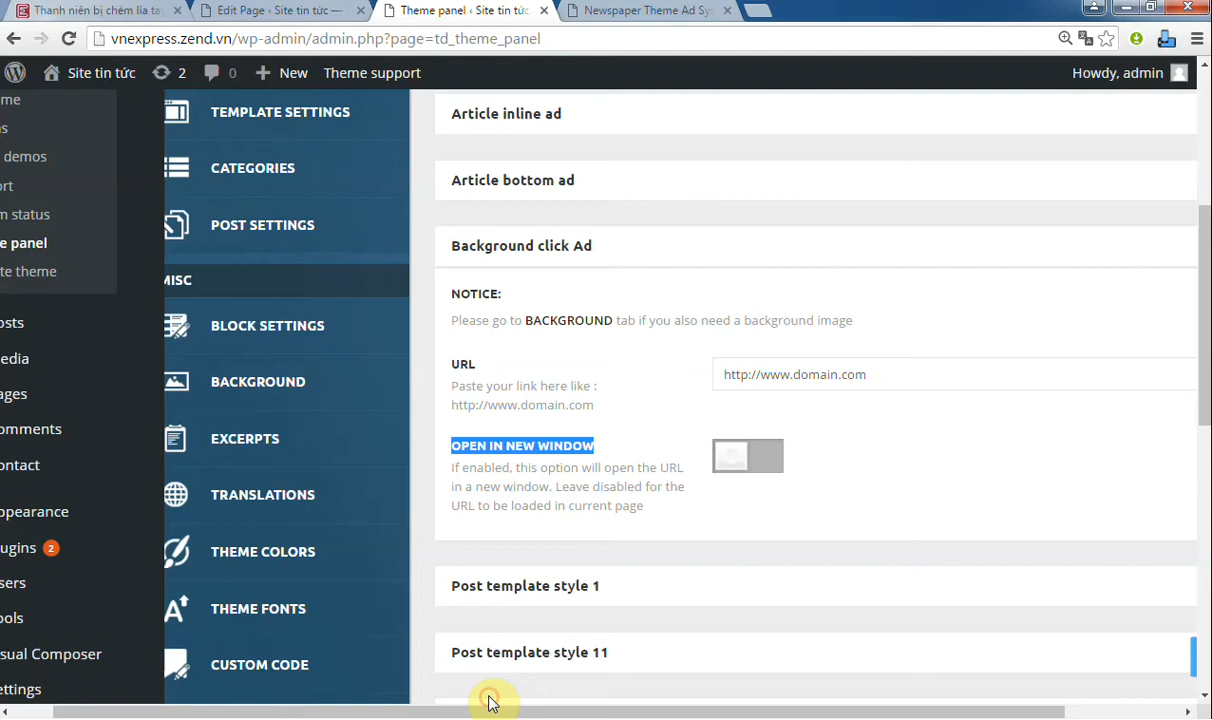 Thanh niên bị chém lìa ta
Edit Page ‹ Site tin tức —
Theme panel ‹ Site tin tức
Newspaper Theme Ad Sy
vnexpress.zend.vn/wp-admin/admin.php?page=td_theme_panel
Site tin tức
2
0
New
Theme support
Howdy, admin
me
ns
demos
ort
m status
e panel
te theme
osts
edia
ages
omments
ontact
ppearance
ugins 2
sers
ools
sual Composer
ettings
TEMPLATE SETTINGS
CATEGORIES
POST SETTINGS
MISC
BLOCK SETTINGS
BACKGROUND
EXCERPTS
TRANSLATIONS
THEME COLORS
THEME FONTS
CUSTOM CODE
Article inline ad
Article bottom ad
Background click Ad
NOTICE:
Please go to BACKGROUND tab if you also need a background image
URL
Paste your link here like :
http://www.domain.com
http://www.domain.com
OPEN IN NEW WINDOW
If enabled, this option will open the URL
in a new window. Leave disabled for the
URL to be loaded in current page
Post template style 1
Post template style 11